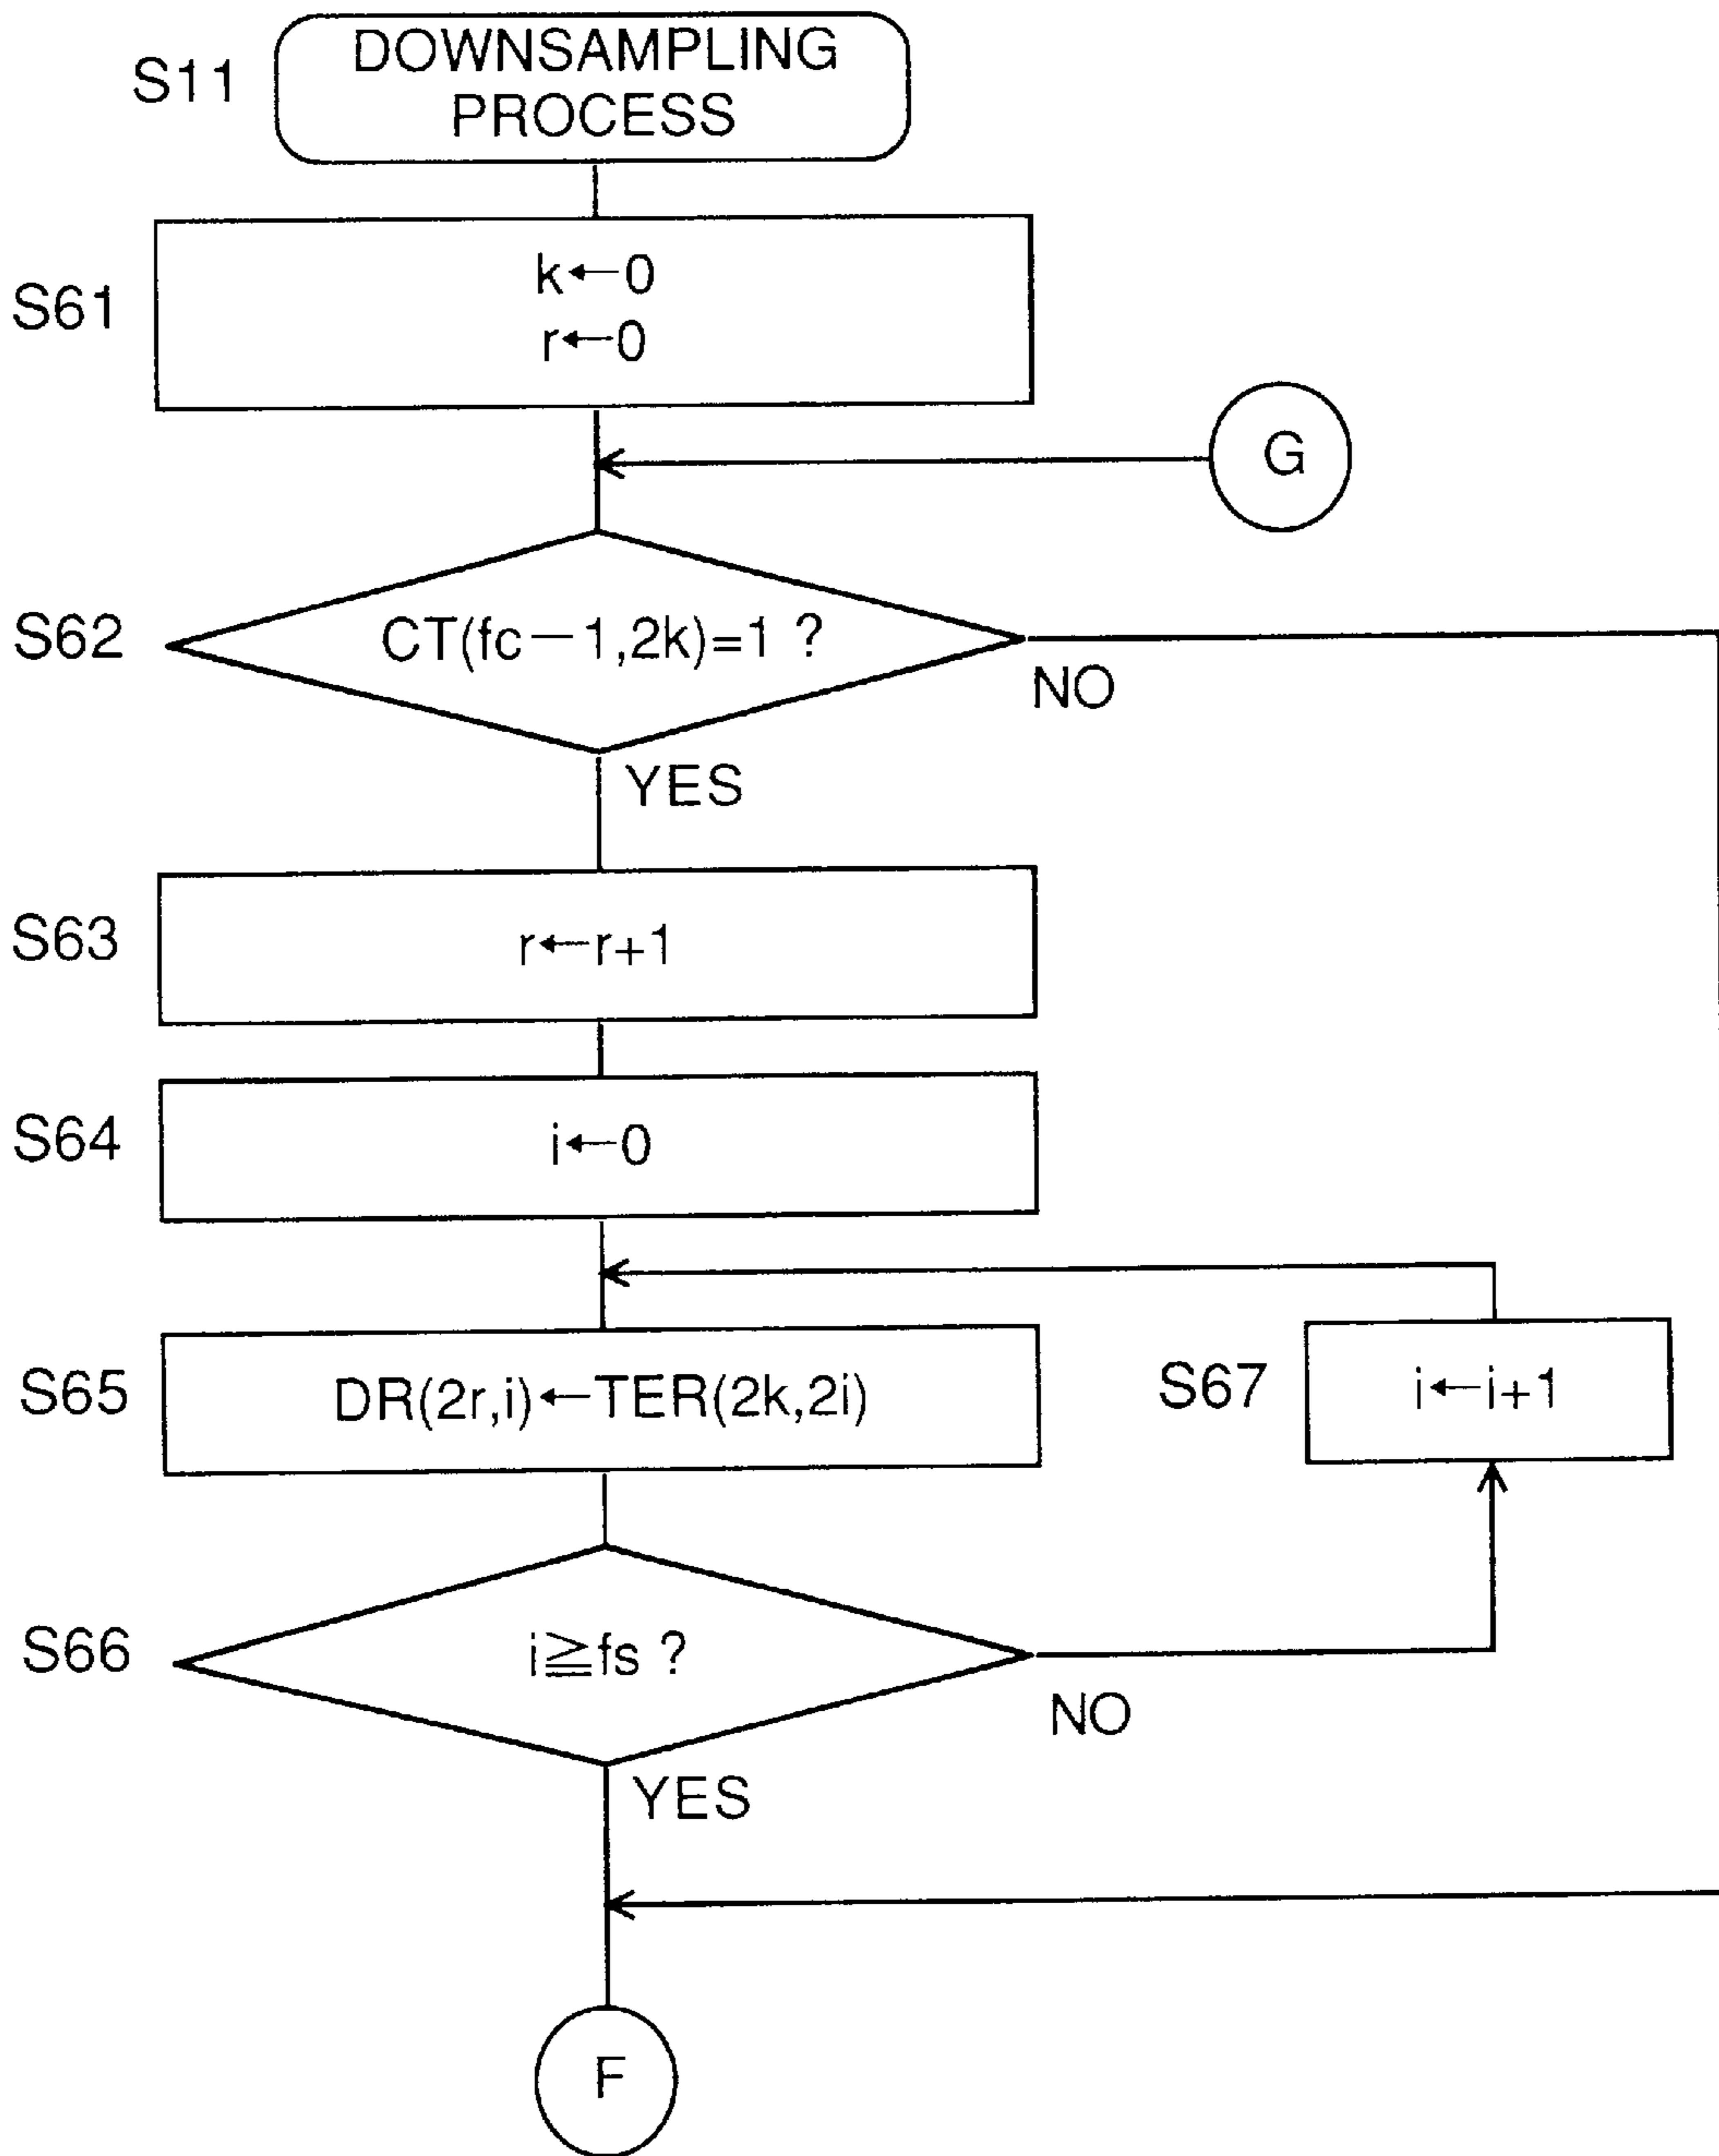 S11
DOWNSAMPLING
PROCESS
S61
k←0
r←0
G
S62
CT(fc−1,2k)=1 ?
NO
YES
S63
r←r+1
S64
i←0
S65
DR(2r,i)←TER(2k,2i)
S67
i←i+1
S66
i≧fs ?
NO
YES
F